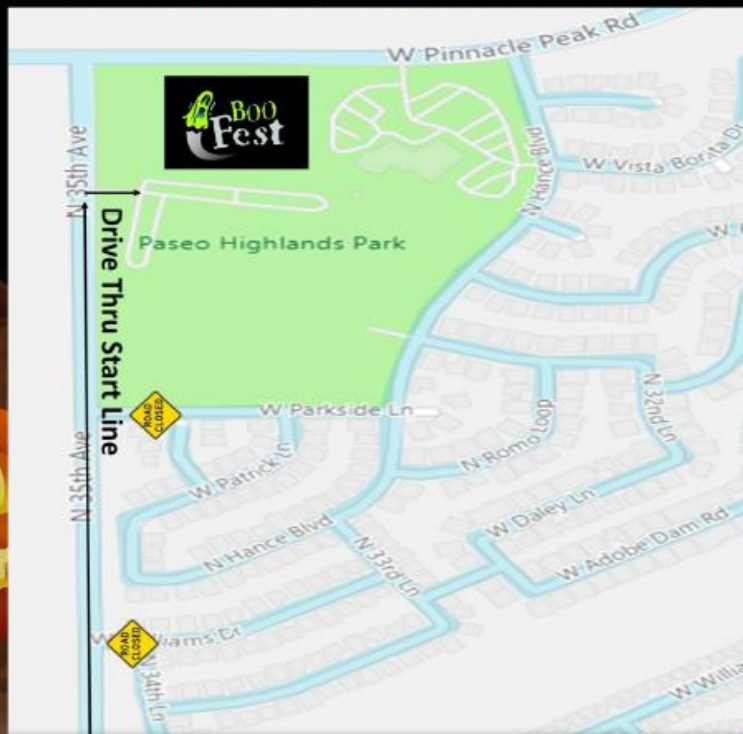 W Pinnacle Peak Rd
BOO
Fest
N 35th Ave
N Hance Blvd
W Vista Bonita Dr
Drive Thru Start Line
Paseo Highlands Park
ROAD
CLOSED
W Parkside Ln
N 32nd Ln
N Romo Loop
W Patrick Ln
N 35th Ave
N Hance Blvd
W Daley Ln
N 33rd Ln
W Adobe Dam Rd
ROAD
CLOSED
N 34th Ln